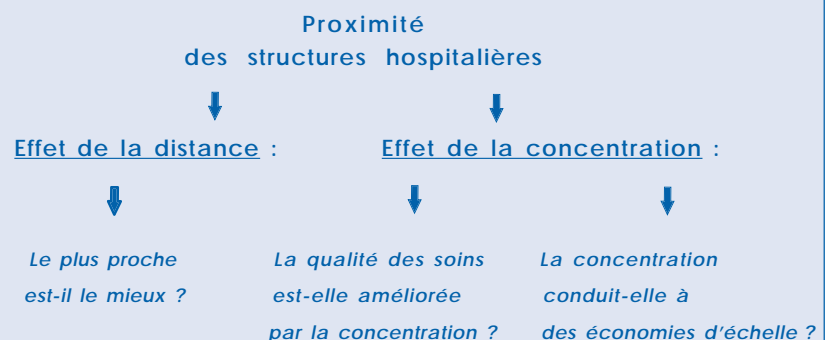 Proximité
des structures hospitalières
Effet de la distance :
Effet de la concentration :
Le plus proche
est-il le mieux ?
La qualité des soins
est-elle améliorée
par la concentration ?
La concentration
conduit-elle à
des économies d'échelle ?